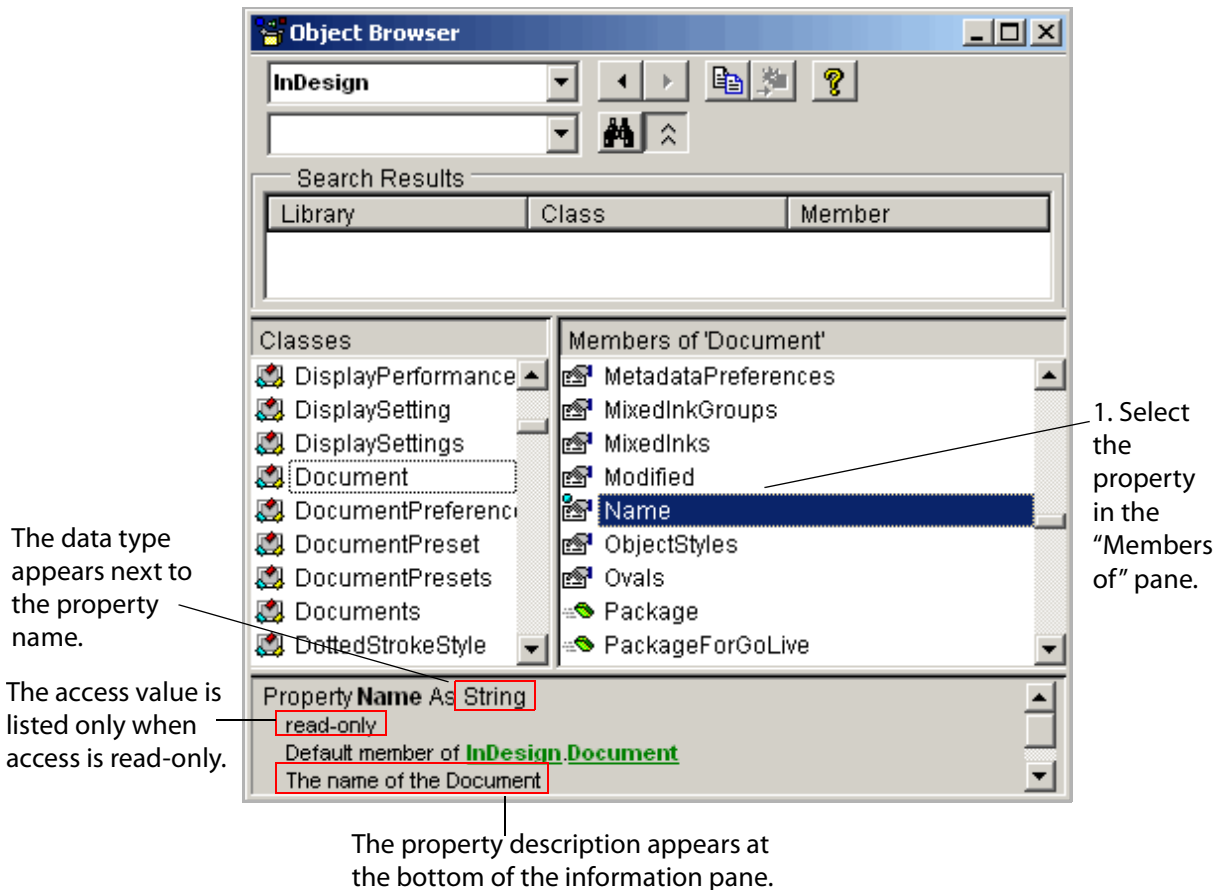 Object Browser
InDesign
Search Results
Library Class Member
Classes
DisplayPerformance
DisplaySetting
DisplaySettings
Document
DocumentPreferenc
DocumentPreset
DocumentPresets
Documents
DottedStrokeStyle
Members of 'Document'
MetadataPreferences
MixedInkGroups
MixedInks
Modified
Name
ObjectStyles
Ovals
Package
PackageForGoLive
1. Select
the
property
in the
“Members
of” pane.
The data type
appears next to
the property
name.
The access value is
listed only when
access is read-only.
Property Name As String
read-only
Default member of InDesign.Document
The name of the Document
The property description appears at
the bottom of the information pane.